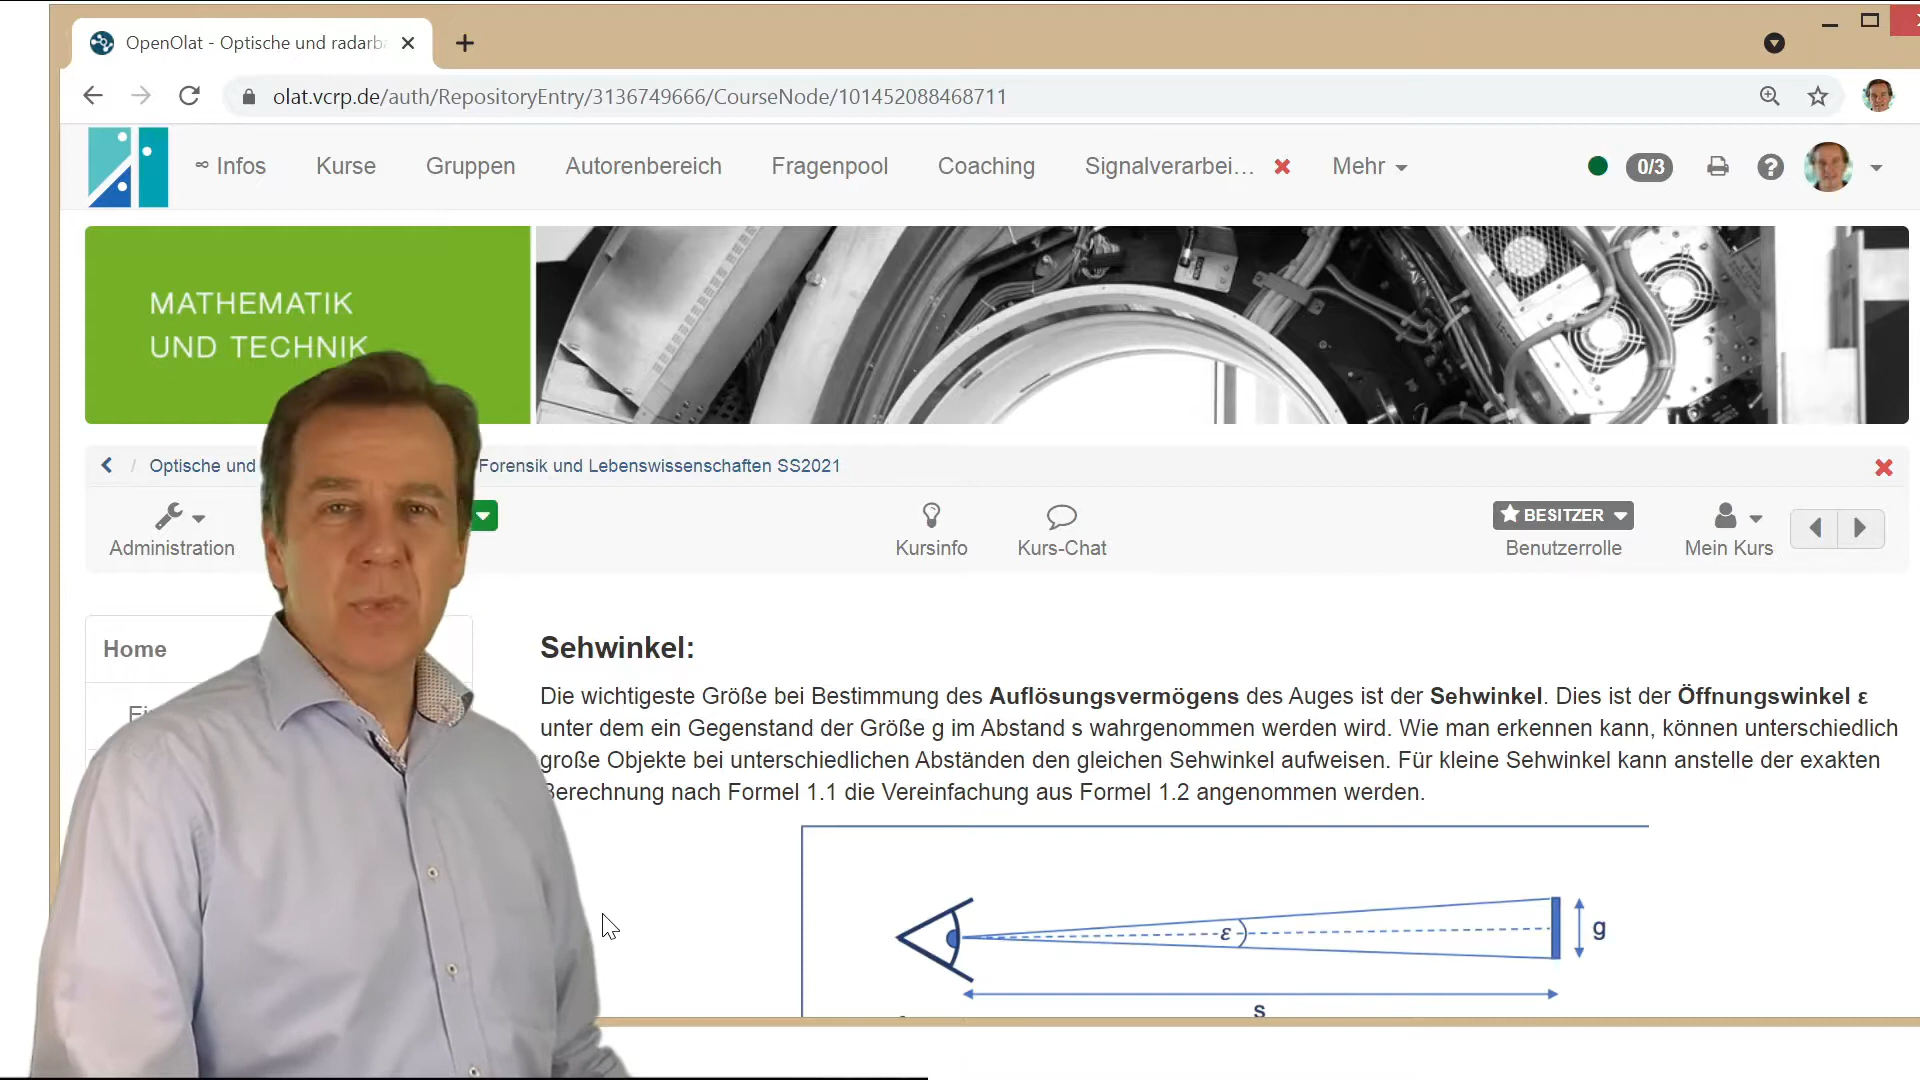 OpenOlat - Optische und radarb
olat.vcrp.de/auth/RepositoryEntry/3136749666/CourseNode/101452088468711
∞ Infos Kurse Gruppen Autorenbereich Fragenpool Coaching Signalverarbei... Mehr 0/3
MATHEMATIK
UND TECHNIK
/ Optische und Forensik und Lebenswissenschaften SS2021
BESITZER
Administration Kursinfo Kurs-Chat Benutzerrolle Mein Kurs
Home
Sehwinkel:
Die wichtigeste Größe bei Bestimmung des Auflösungsvermögens des Auges ist der Sehwinkel. Dies ist der Öffnungswinkel ε
unter dem ein Gegenstand der Größe g im Abstand s wahrgenommen werden wird. Wie man erkennen kann, können unterschiedlich
große Objekte bei unterschiedlichen Abständen den gleichen Sehwinkel aufweisen. Für kleine Sehwinkel kann anstelle der exakten
Berechnung nach Formel 1.1 die Vereinfachung aus Formel 1.2 angenommen werden.
ε
g
s